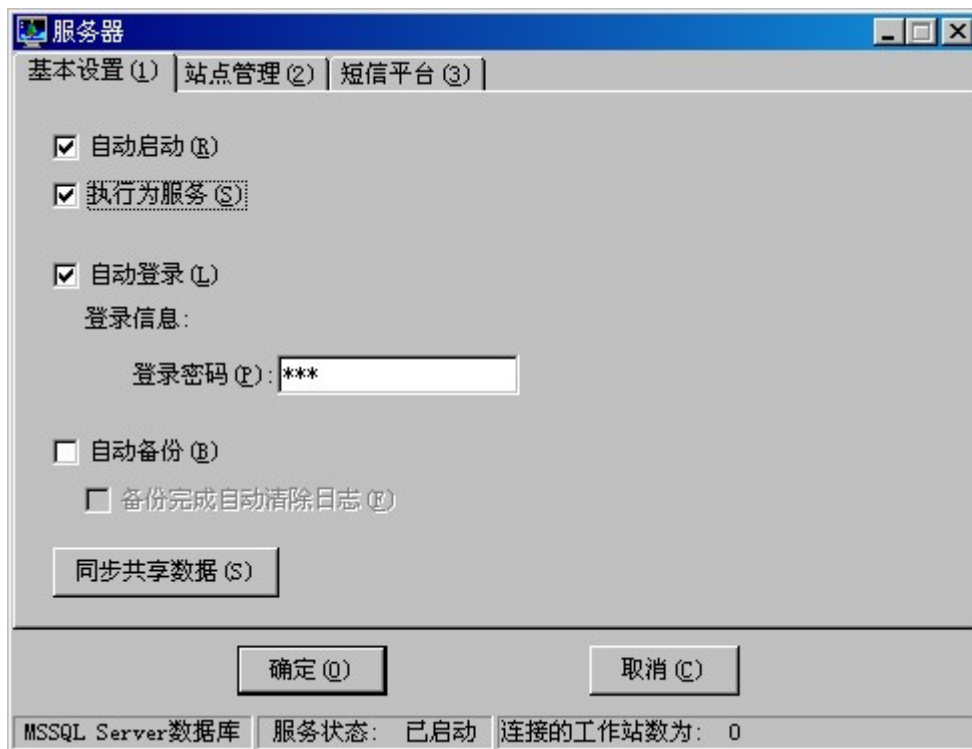 服务器
基本设置(1) 站点管理(2) 短信平台(3)
自动启动(R)
执行为服务(S)
自动登录(L)
登录信息:
登录密码(P): ***
自动备份(B)
备份完成自动清除日志(F)
同步共享数据(S)
确定(O) 取消(C)
MSSQL Server数据库 服务状态: 已启动 连接的工作站数为: 0